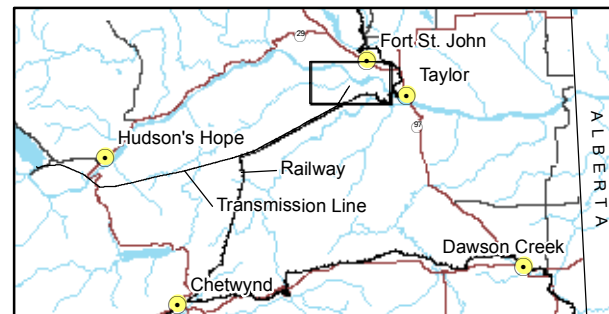 29
Fort St. John
Taylor
97
ALBERTA
Hudson's Hope
Railway
Transmission Line
Dawson Creek
Chetwynd